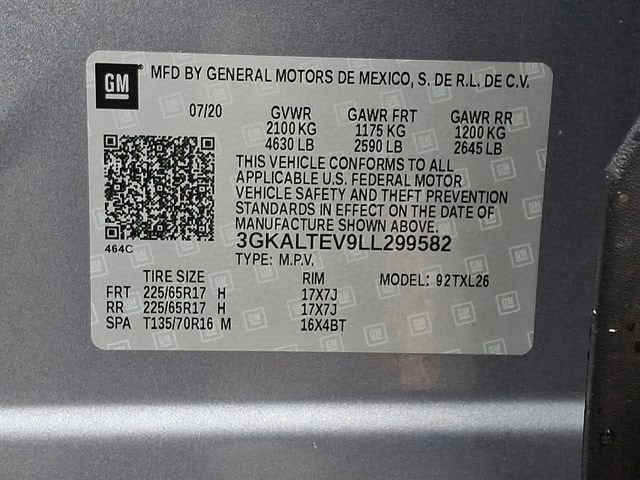 GM MFD BY GENERAL MOTORS DE MEXICO, S. DE R.L. DE C.V.
07/20 GVWR GAWR FRT GAWR RR
2100 KG 1175 KG 1200 KG
4630 LB 2590 LB 2645 LB
THIS VEHICLE CONFORMS TO ALL
APPLICABLE U.S. FEDERAL MOTOR
VEHICLE SAFETY AND THEFT PREVENTION
STANDARDS IN EFFECT ON THE DATE OF
MANUFACTURE SHOWN ABOVE.
464C
3GKALTEV9LL299582
TYPE: M.P.V.
TIRE SIZE RIM MODEL: 92TXL26
FRT 225/65R17 H 17X7J
RR 225/65R17 H 17X7J
SPA T135/70R16 M 16X4BT